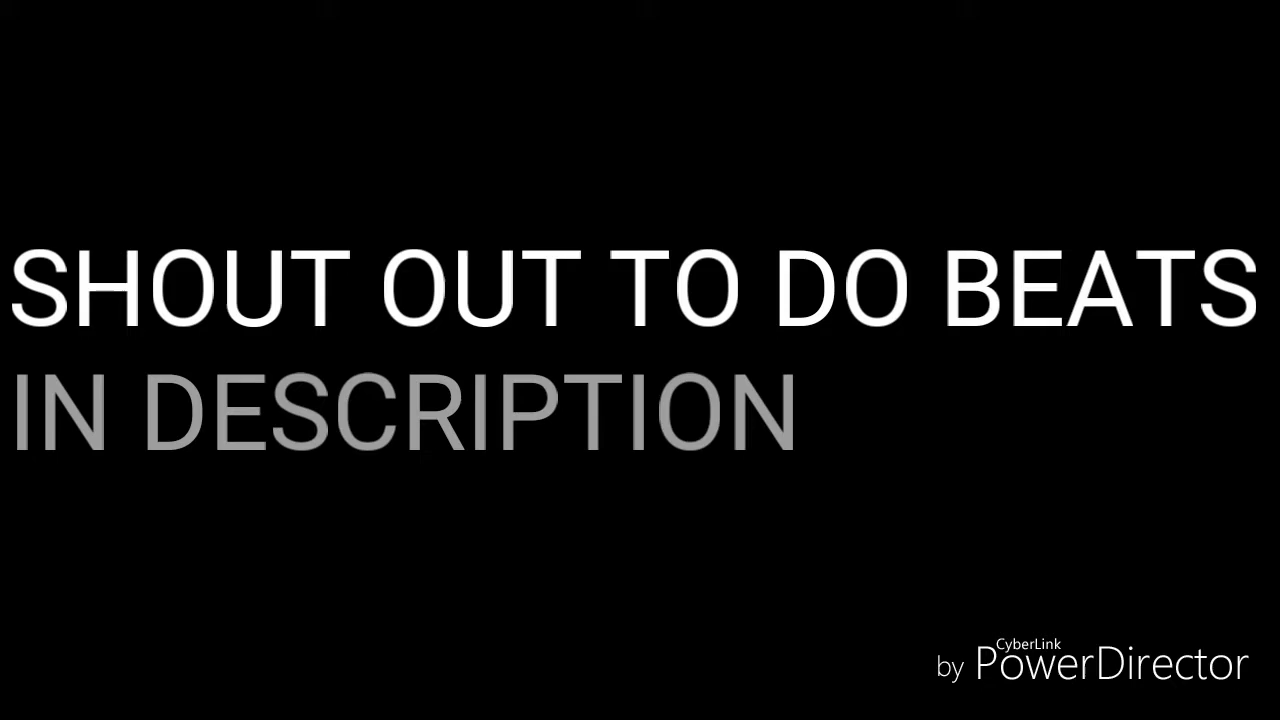 SHOUT OUT TO DO BEATS
IN DESCRIPTION
CyberLink
by PowerDirector